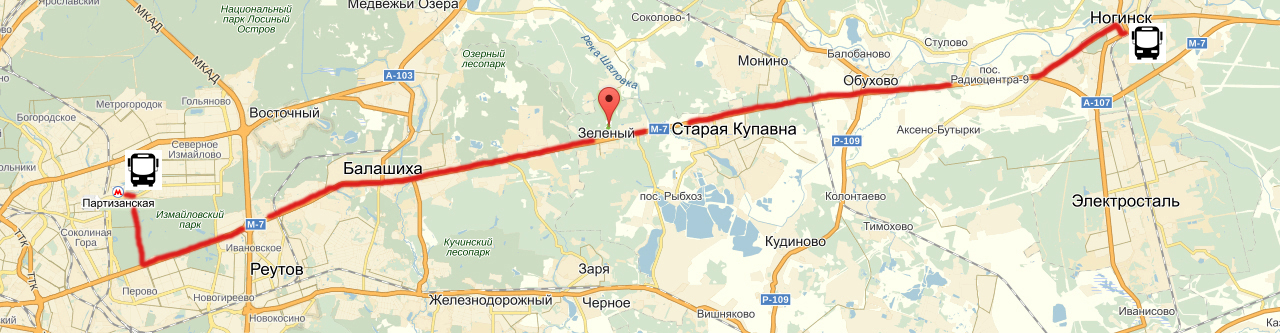 Ярославский
МКАД
Национальный
парк Лосиный
Остров
Медвежьи Озера
Соколово-1
Ногинск
М-7
Стулово
Балобаново
Озерный
лесопарк
река Шаловка
Монино
МКАД
А-103
Обухово
пос.
Радиоцентра-9
Метрогородок
Гольяново
Восточный
А-107
Богородское
Зеленый
М-7
Старая Купавна
Аксено-Бутырки
Р-109
Северное
Измайлово
Балашиха
Партизанская
пос. Рыбхоз
Колонтаево
Электросталь
Измайловский
парк
М-7
Тимохово
Соколиная
Гора
Ивановское
Кучинский
лесопарк
Кудиново
ТТК
ТТК
Реутов
Заря
Перово
Новогиреево
Железнодорожный
Черное
Р-109
Вишняково
Новокосино
Иванисово